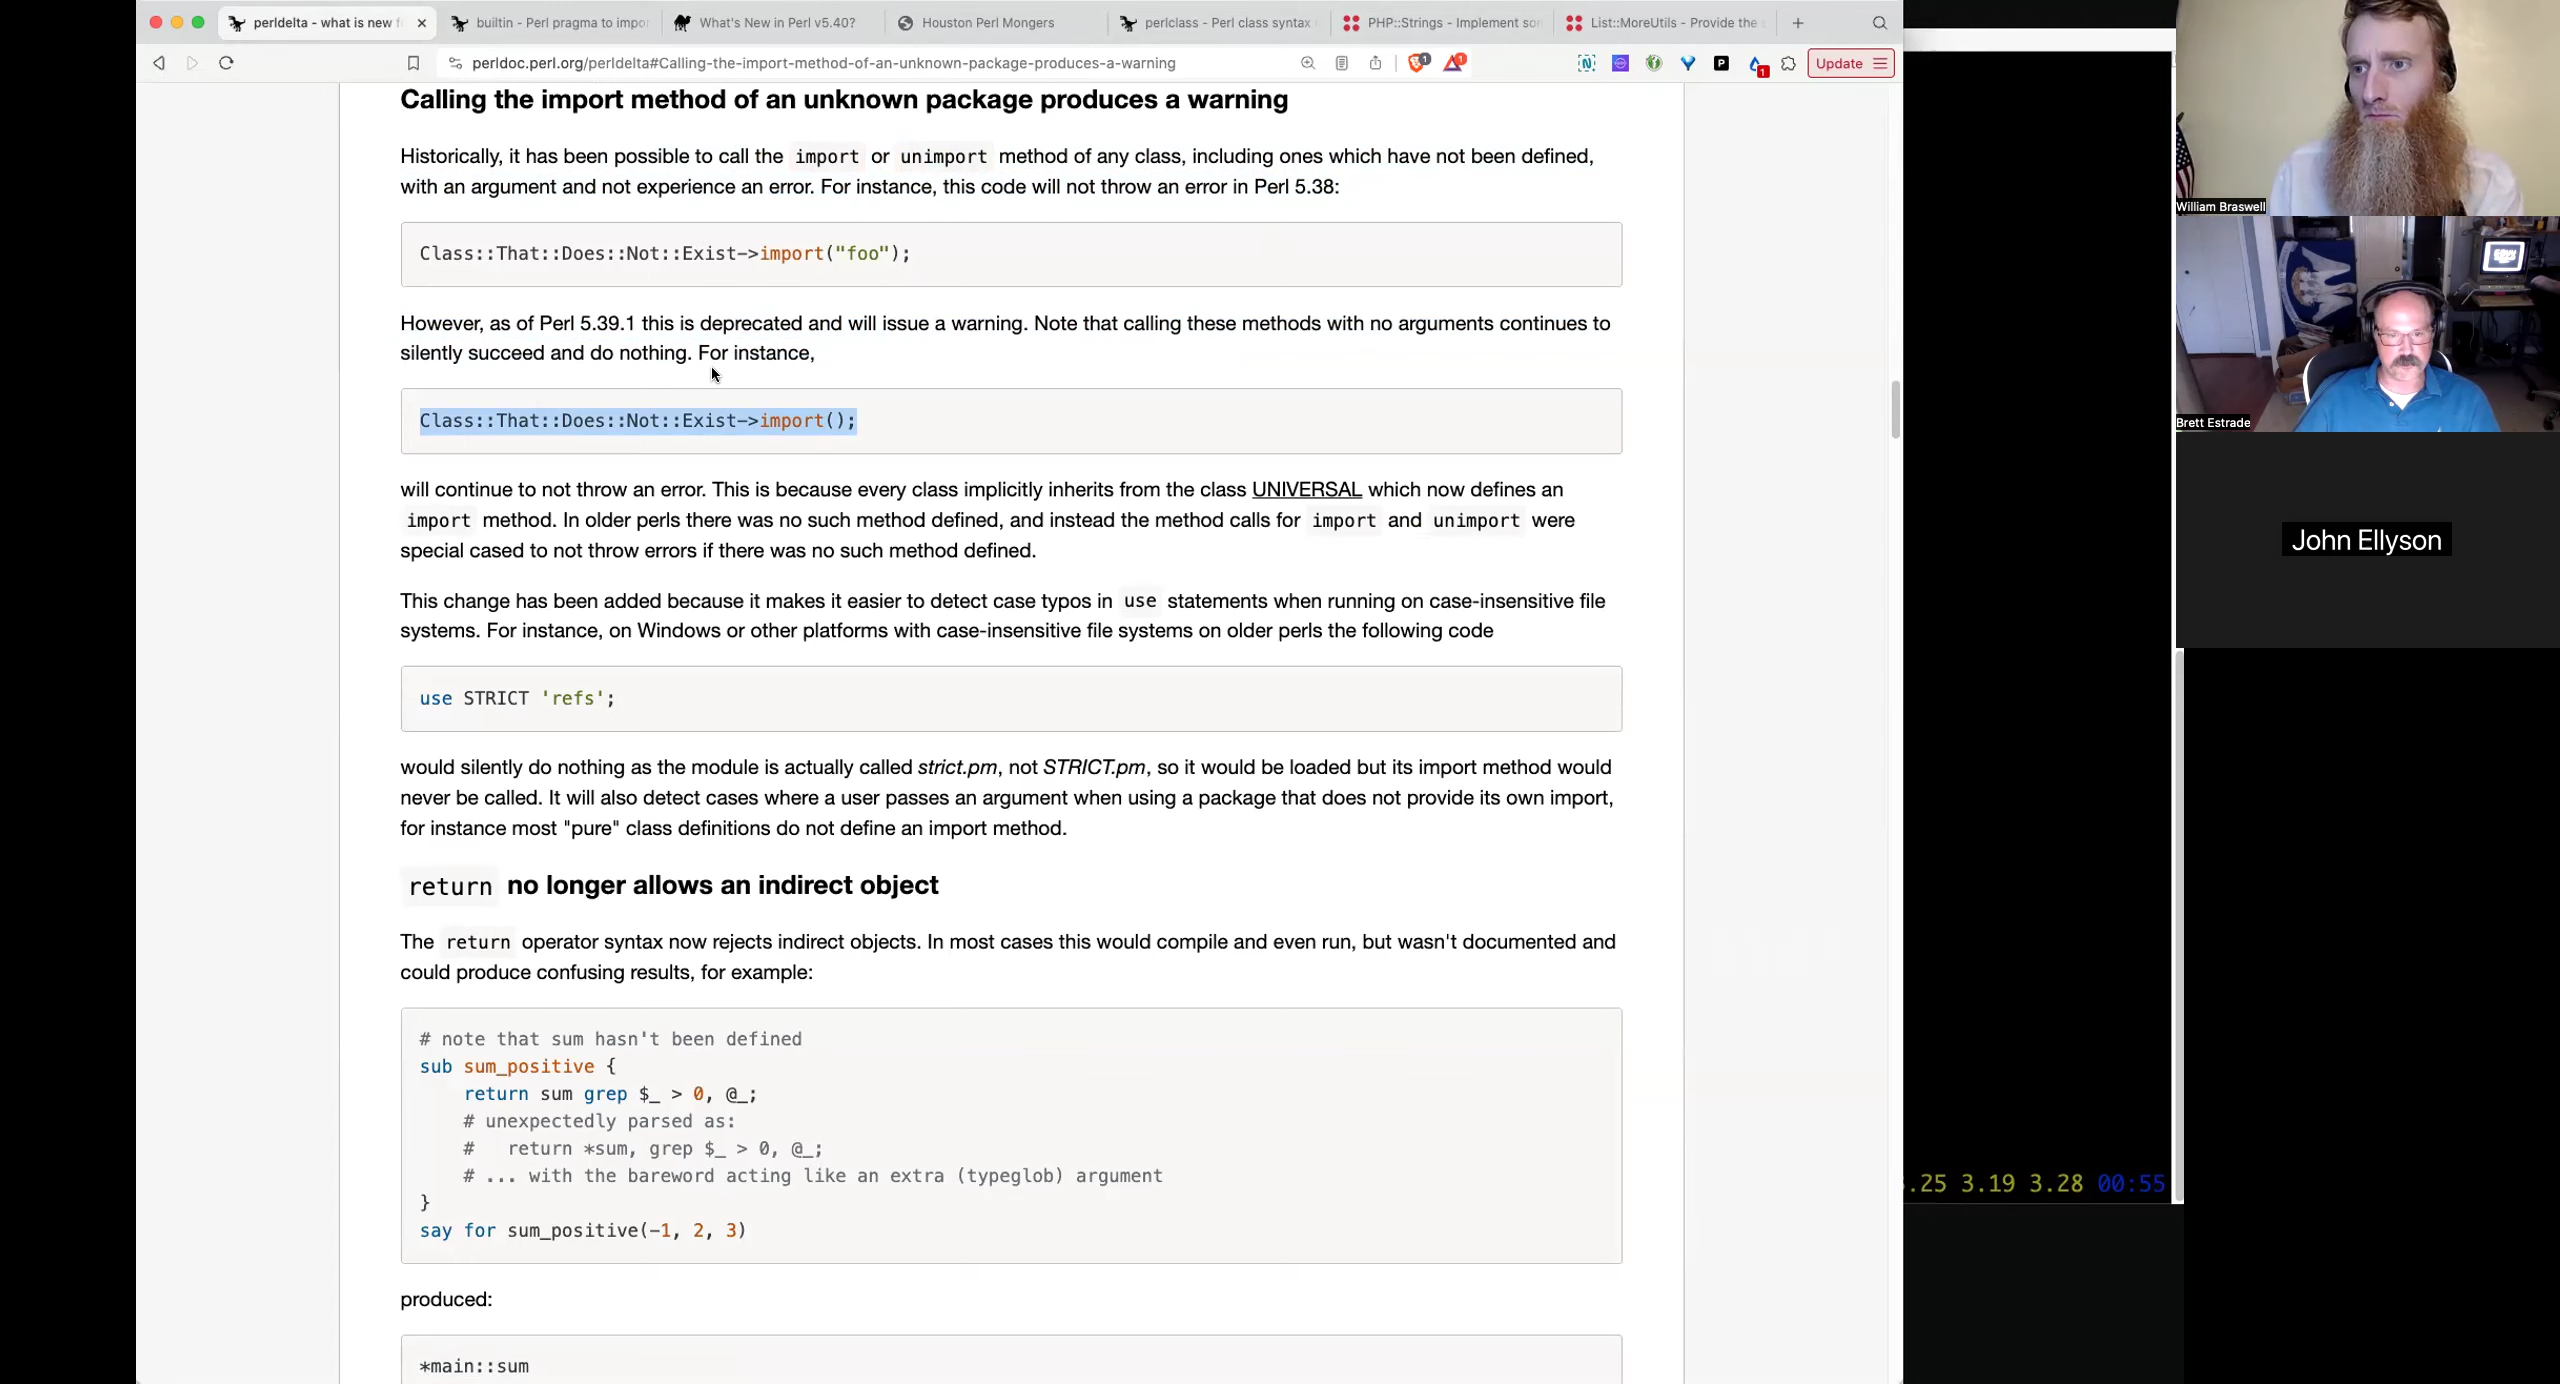 perldelta - what is new f
builtin - Perl pragma to impor
What's New in Perl v5.40?
Houston Perl Mongers
perlclass - Perl class syntax
PHP::Strings - Implement so
List::MoreUtils - Provide the
perldoc.perl.org/perldelta#Calling-the-import-method-of-an-unknown-package-produces-a-warning
Update
Calling the import method of an unknown package produces a warning
Historically, it has been possible to call the import or unimport method of any class, including ones which have not been defined,
with an argument and not experience an error. For instance, this code will not throw an error in Perl 5.38:
Class::That::Does::Not::Exist->import("foo");
However, as of Perl 5.39.1 this is deprecated and will issue a warning. Note that calling these methods with no arguments continues to
silently succeed and do nothing. For instance,
Class::That::Does::Not::Exist->import();
will continue to not throw an error. This is because every class implicitly inherits from the class UNIVERSAL which now defines an
import method. In older perls there was no such method defined, and instead the method calls for import and unimport were
special cased to not throw errors if there was no such method defined.
This change has been added because it makes it easier to detect case typos in use statements when running on case-insensitive file
systems. For instance, on Windows or other platforms with case-insensitive file systems on older perls the following code
use STRICT 'refs';
would silently do nothing as the module is actually called strict.pm, not STRICT.pm, so it would be loaded but its import method would
never be called. It will also detect cases where a user passes an argument when using a package that does not provide its own import,
for instance most "pure" class definitions do not define an import method.
return no longer allows an indirect object
The return operator syntax now rejects indirect objects. In most cases this would compile and even run, but wasn't documented and
could produce confusing results, for example:
# note that sum hasn't been defined
sub sum_positive {
return sum grep $_ > 0, @_;
# unexpectedly parsed as:
# return *sum, grep $_ > 0, @_;
# ... with the bareword acting like an extra (typeglob) argument
}
say for sum_positive(-1, 2, 3)
produced:
*main::sum
William Braswell
Brett Estrade
John Ellyson
.25 3.19 3.28 00:55